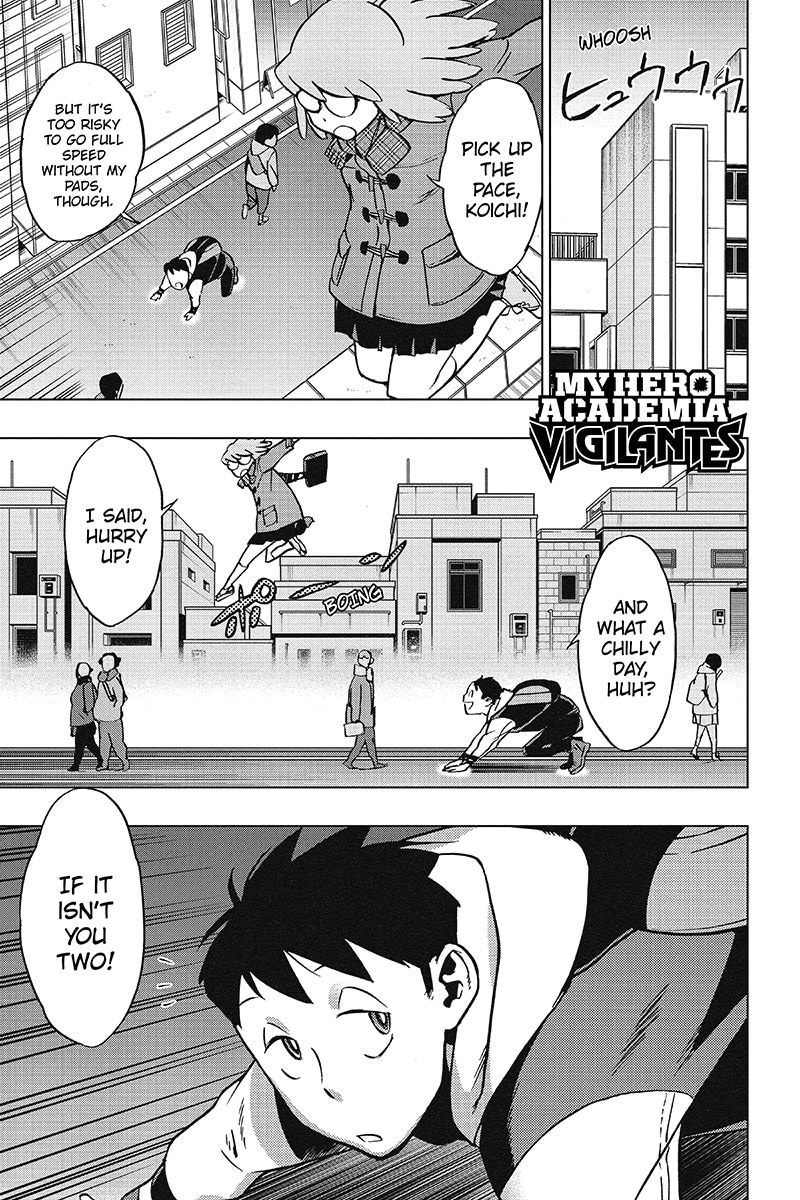 WHOOSH
ヒュウウウ
PICK UP
THE
PACE,
KOICHI!
BUT IT'S
TOO RISKY
TO GO FULL
SPEED
WITHOUT MY
PADS,
THOUGH.
MY HERO
ACADEMIA
VIGILANTES
I SAID,
HURRY
UP!
BOING
AND
WHAT A
CHILLY
DAY,
HUH?
IF IT
ISN'T
YOU
TWO!